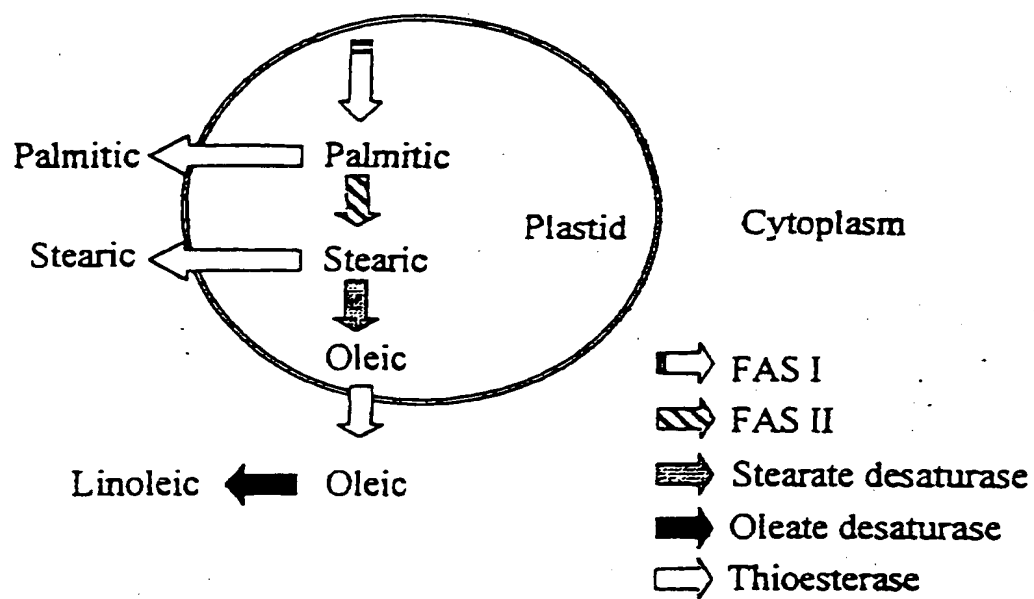 Palmitic Palmitic
Plastid Cytoplasm
Stearic Stearic
Oleic
FAS I
FAS II
Linoleic Oleic
Stearate desaturase
Oleate desaturase
Thioesterase